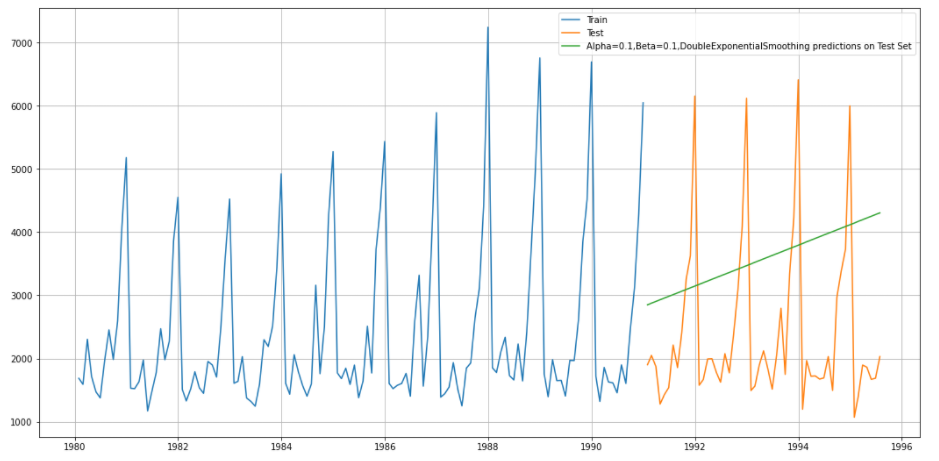 Train
Test
Alpha=0.1,Beta=0.1,DoubleExponentialSmoothing predictions on Test Set
7000
6000
5000
4000
3000
2000
1000
1980 1982 1984 1986 1988 1990 1992 1994 1996